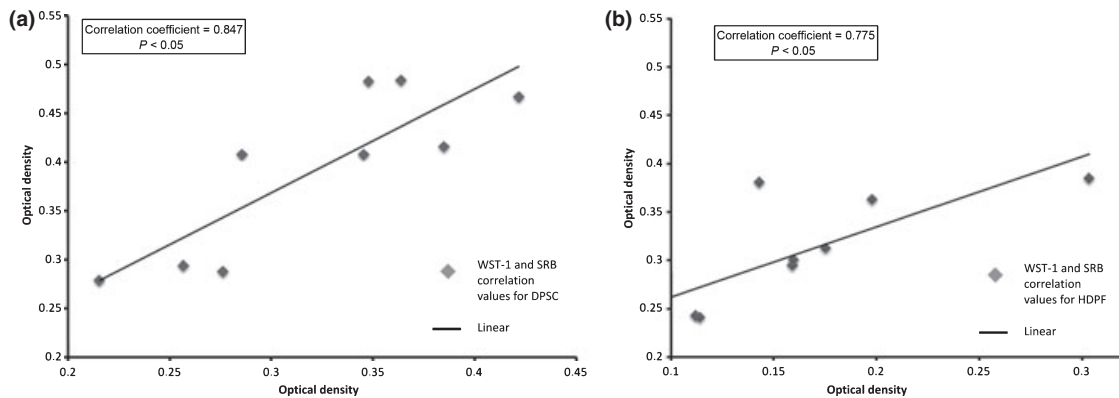 (a)
Correlation coefficient = 0.847
P < 0.05
0.55
0.5
0.45
0.4
0.35
0.3
0.25
0.2
Optical density
0.2
0.25
0.3
0.35
0.4
0.45
Optical density
WST-1 and SRB
correlation
values for DPSC
Linear
(b)
Correlation coefficient = 0.775
P < 0.05
0.55
0.5
0.45
0.4
0.35
0.3
0.25
0.2
Optical density
0.1
0.15
0.2
0.25
0.3
Optical density
WST-1 and SRB
correlation
values for HDPF
Linear